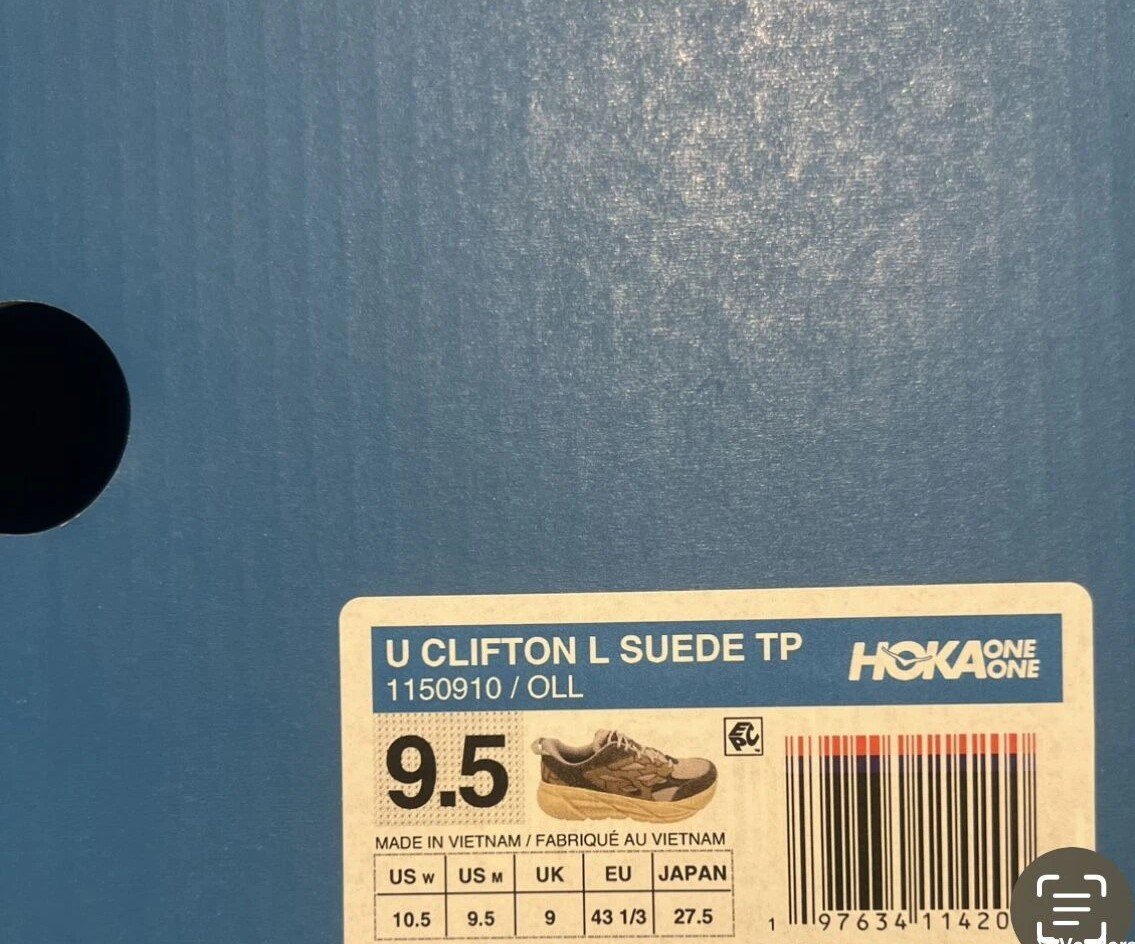 U CLIFTON L SUEDE TP
1150910 / OLL
HOKA ONE ONE
9.5
EPC
MADE IN VIETNAM / FABRIQUÉ AU VIETNAM
US W US M UK EU JAPAN
10.5 9.5 9 43 1/3 27.5
1 97634 11420